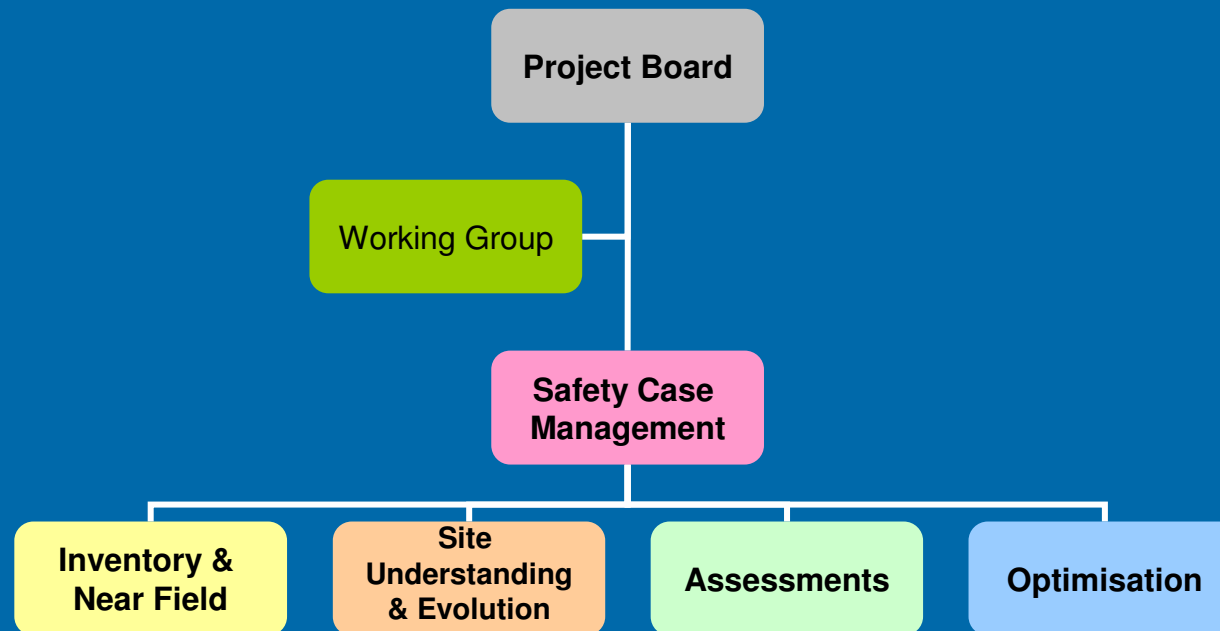 Project Board
Working Group
Safety Case
Management
Inventory &
Near Field
Site
Understanding
& Evolution
Assessments
Optimisation